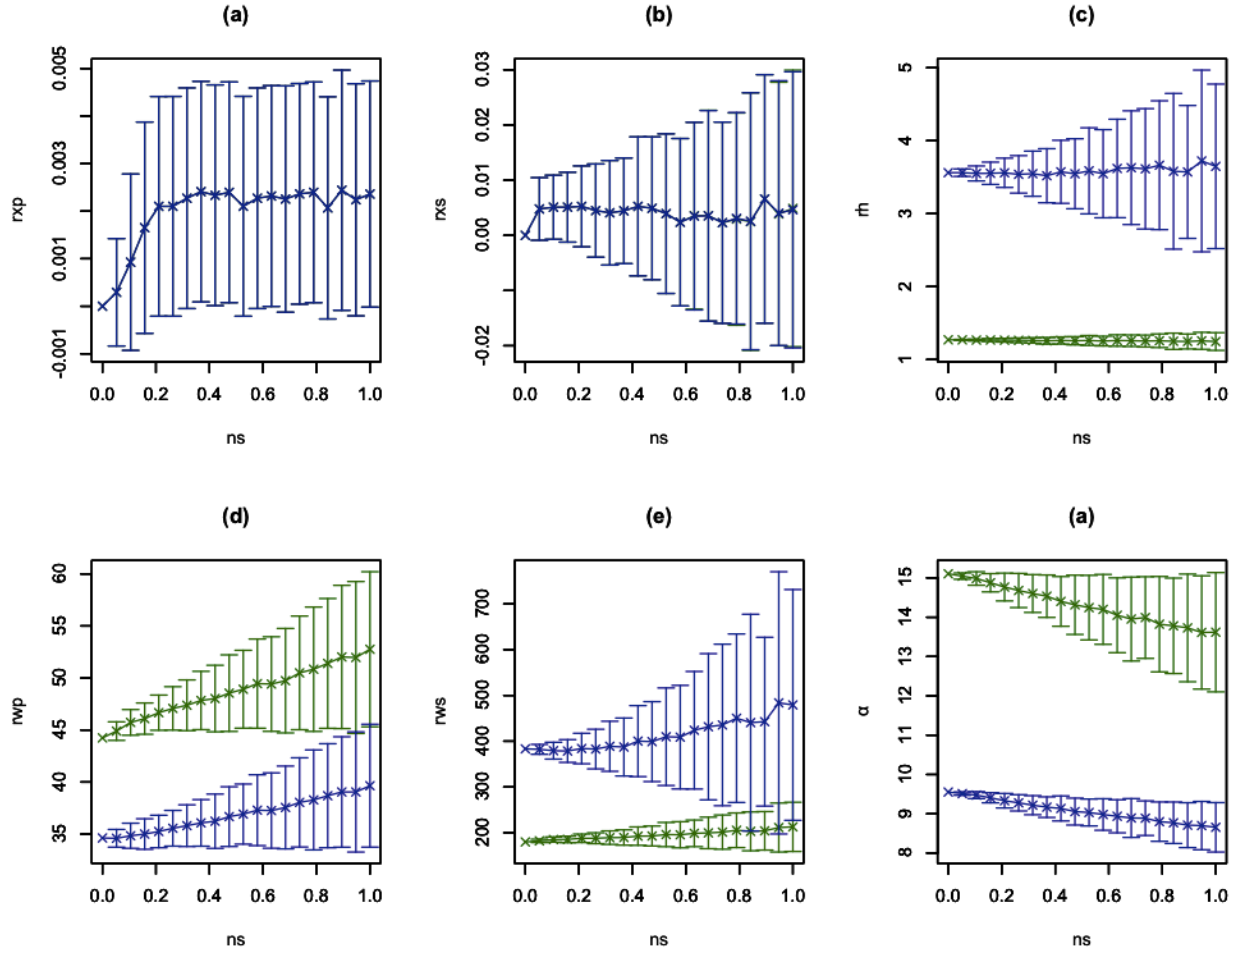 (a)
rxp
-0.001 0.001 0.003 0.005
0.0 0.2 0.4 0.6 0.8 1.0
ns
(b)
rxs
-0.02 0.00 0.01 0.02 0.03
0.0 0.2 0.4 0.6 0.8 1.0
ns
(c)
rh
1 2 3 4 5
0.0 0.2 0.4 0.6 0.8 1.0
ns
(d)
rwp
35 40 45 50 55 60
0.0 0.2 0.4 0.6 0.8 1.0
ns
(e)
rws
200 300 400 500 600 700
0.0 0.2 0.4 0.6 0.8 1.0
ns
(a)
α
8 9 10 11 12 13 14 15
0.0 0.2 0.4 0.6 0.8 1.0
ns